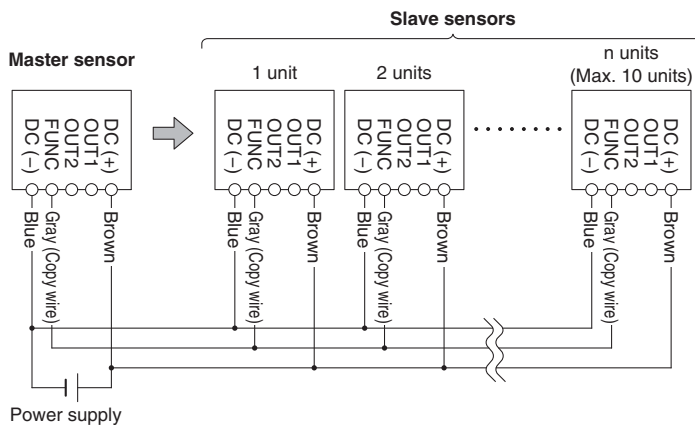 Slave sensors
Master sensor
1 unit
2 units
n units
(Max. 10 units)
DC (−)
FUNC
OUT2
OUT1
DC (+)
DC (−)
FUNC
OUT2
OUT1
DC (+)
DC (−)
FUNC
OUT2
OUT1
DC (+)
DC (−)
FUNC
OUT2
OUT1
DC (+)
Blue
Gray (Copy wire)
Brown
Blue
Gray (Copy wire)
Brown
Blue
Gray (Copy wire)
Brown
Blue
Gray (Copy wire)
Brown
Power supply